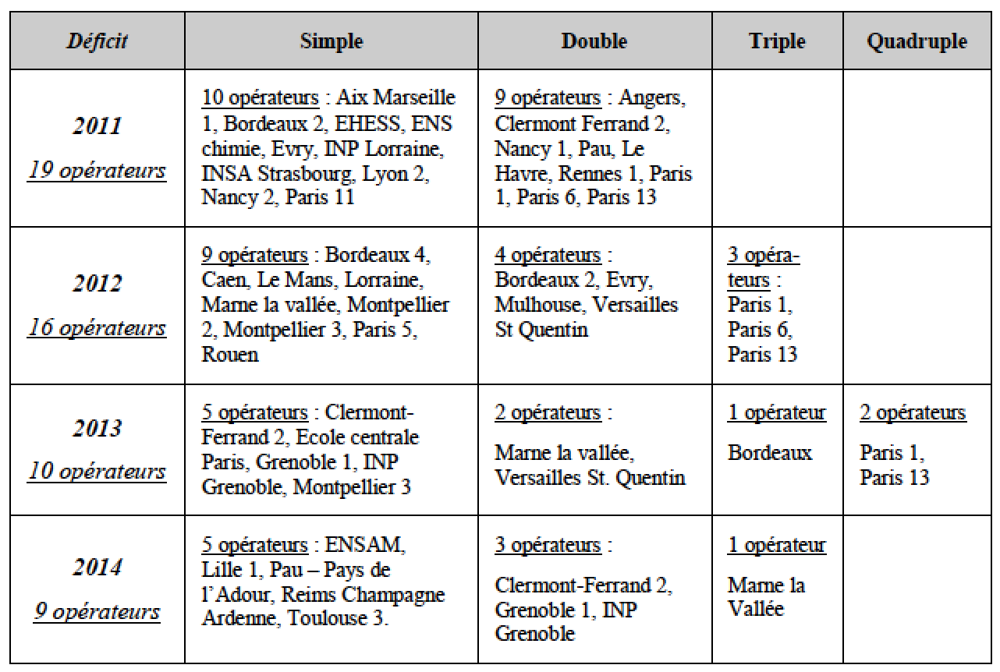 Déficit
Simple
Double
Triple
Quadruple
2011
19 opérateurs
10 opérateurs : Aix Marseille
1, Bordeaux 2, EHESS, ENS
chimie, Evry, INP Lorraine,
INSA Strasbourg, Lyon 2,
Nancy 2, Paris 11
9 opérateurs : Angers,
Clermont Ferrand 2,
Nancy 1, Pau, Le
Havre, Rennes 1, Paris
1, Paris 6, Paris 13
2012
16 opérateurs
9 opérateurs : Bordeaux 4,
Caen, Le Mans, Lorraine,
Marne la vallée, Montpellier
2, Montpellier 3, Paris 5,
Rouen
4 opérateurs :
Bordeaux 2, Evry,
Mulhouse, Versailles
St Quentin
3 opéra-
teurs :
Paris 1,
Paris 6,
Paris 13
2013
10 opérateurs
5 opérateurs : Clermont-
Ferrand 2, Ecole centrale
Paris, Grenoble 1, INP
Grenoble, Montpellier 3
2 opérateurs :
Marne la vallée,
Versailles St. Quentin
1 opérateur
Bordeaux
2 opérateurs
Paris 1,
Paris 13
2014
9 opérateurs
5 opérateurs : ENSAM,
Lille 1, Pau – Pays de
l’Adour, Reims Champagne
Ardenne, Toulouse 3.
3 opérateurs :
Clermont-Ferrand 2,
Grenoble 1, INP
Grenoble
1 opérateur
Marne la
Vallée